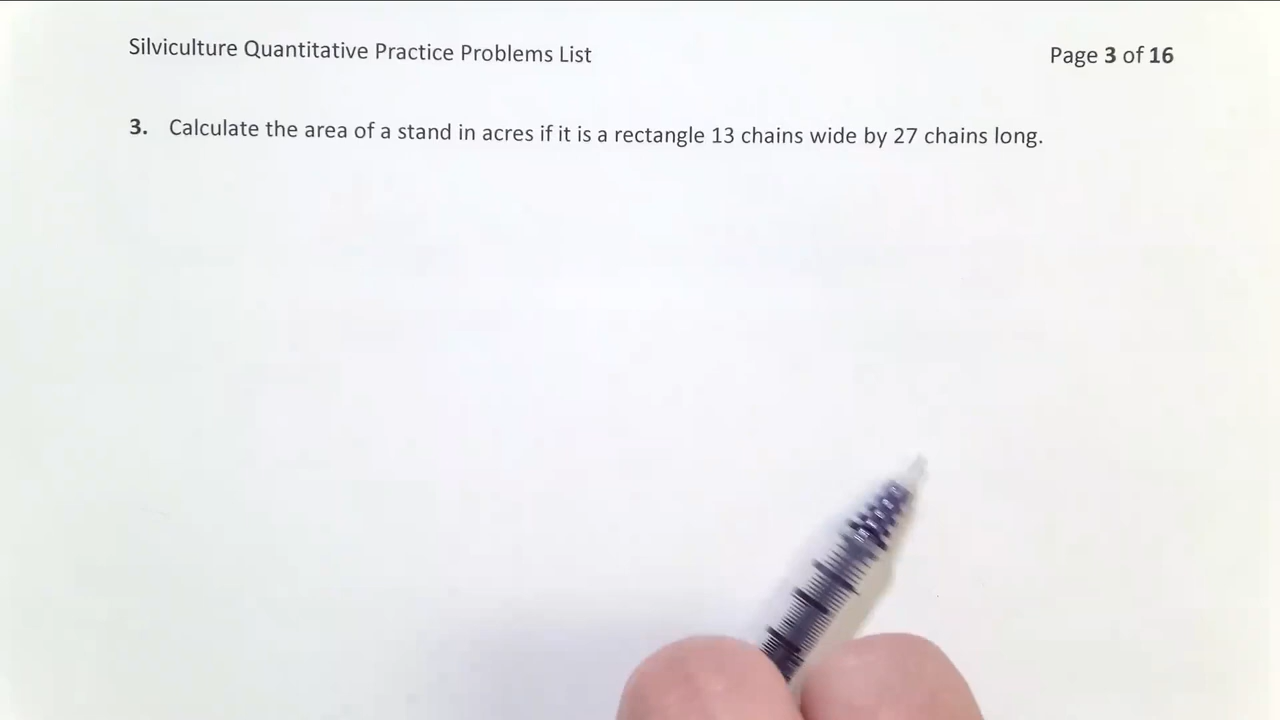 Silviculture Quantitative Practice Problems List
Page 3 of 16
3. Calculate the area of a stand in acres if it is a rectangle 13 chains wide by 27 chains long.